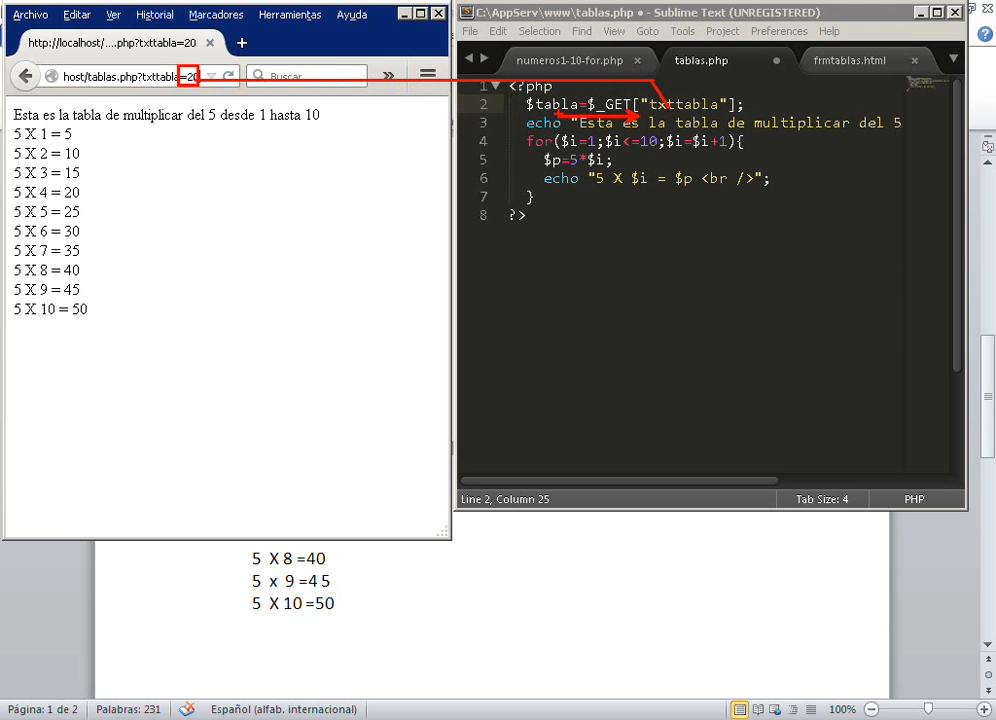 Archivo Editar Ver Historial Marcadores Herramientas Ayuda
http://localhost/....php?txttabla=20
host/tablas.php?txttabla=20
Buscar
Esta es la tabla de multiplicar del 5 desde 1 hasta 10
5 X 1 = 5
5 X 2 = 10
5 X 3 = 15
5 X 4 = 20
5 X 5 = 25
5 X 6 = 30
5 X 7 = 35
5 X 8 = 40
5 X 9 = 45
5 X 10 = 50
C:\AppServ\www\tablas.php • - Sublime Text (UNREGISTERED)
File Edit Selection Find View Goto Tools Project Preferences Help
numeros1-10-for.php
tablas.php
frmtablas.html
1 <?php
2 $tabla=$_GET["txttabla"];
3 echo "Esta es la tabla de multiplicar del 5
4 for($i=1;$i<=10;$i=$i+1){
5 $p=5*$i;
6 echo "5 X $i = $p <br />";
7 }
8 ?>
Line 2, Column 25
Tab Size: 4
PHP
5 X 8 =40
5 x 9 =4 5
5 X 10 =50
Página: 1 de 2
Palabras: 231
Español (alfab. internacional)
100%